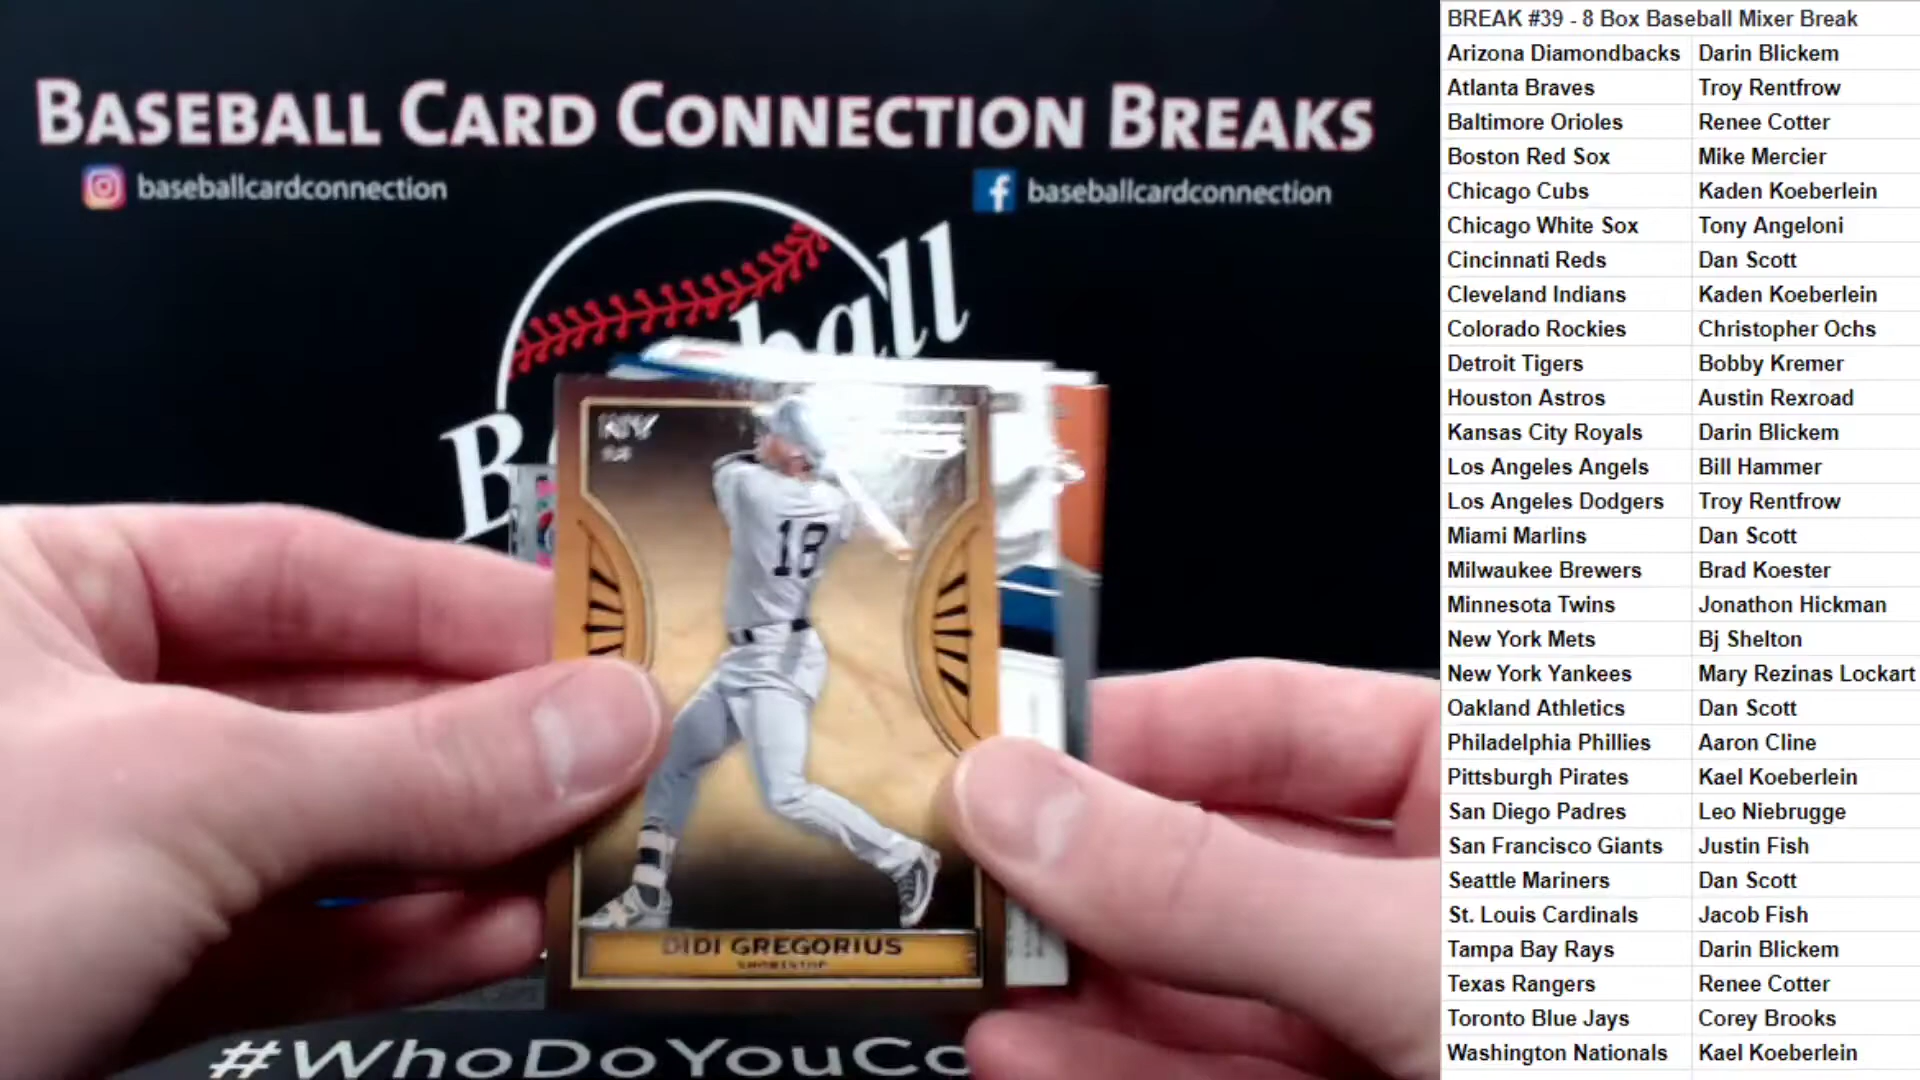 BASEBALL CARD CONNECTION BREAKS
baseballcardconnection
baseballcardconnection
ball
B
18
DIDI GREGORIUS
SHORTSTOP
#WhoDoYouCo
BREAK #39 - 8 Box Baseball Mixer Break
Arizona Diamondbacks Darin Blickem
Atlanta Braves Troy Rentfrow
Baltimore Orioles Renee Cotter
Boston Red Sox Mike Mercier
Chicago Cubs Kaden Koeberlein
Chicago White Sox Tony Angeloni
Cincinnati Reds Dan Scott
Cleveland Indians Kaden Koeberlein
Colorado Rockies Christopher Ochs
Detroit Tigers Bobby Kremer
Houston Astros Austin Rexroad
Kansas City Royals Darin Blickem
Los Angeles Angels Bill Hammer
Los Angeles Dodgers Troy Rentfrow
Miami Marlins Dan Scott
Milwaukee Brewers Brad Koester
Minnesota Twins Jonathon Hickman
New York Mets Bj Shelton
New York Yankees Mary Rezinas Lockart
Oakland Athletics Dan Scott
Philadelphia Phillies Aaron Cline
Pittsburgh Pirates Kael Koeberlein
San Diego Padres Leo Niebrugge
San Francisco Giants Justin Fish
Seattle Mariners Dan Scott
St. Louis Cardinals Jacob Fish
Tampa Bay Rays Darin Blickem
Texas Rangers Renee Cotter
Toronto Blue Jays Corey Brooks
Washington Nationals Kael Koeberlein